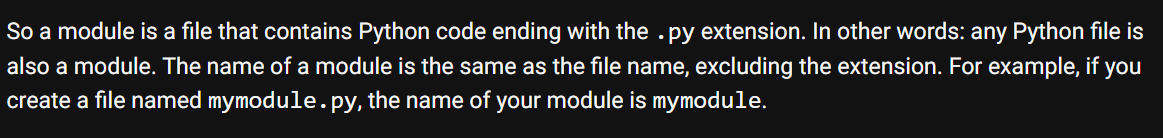 So a module is a file that contains Python code ending with the .py extension. In other words: any Python file is
also a module. The name of a module is the same as the file name, excluding the extension. For example, if you
create a file named mymodule.py, the name of your module is mymodule.